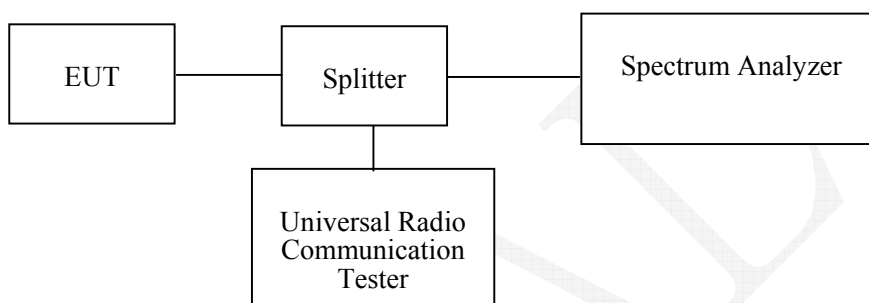 EUT
Splitter
Spectrum Analyzer
Universal Radio
Communication
Tester